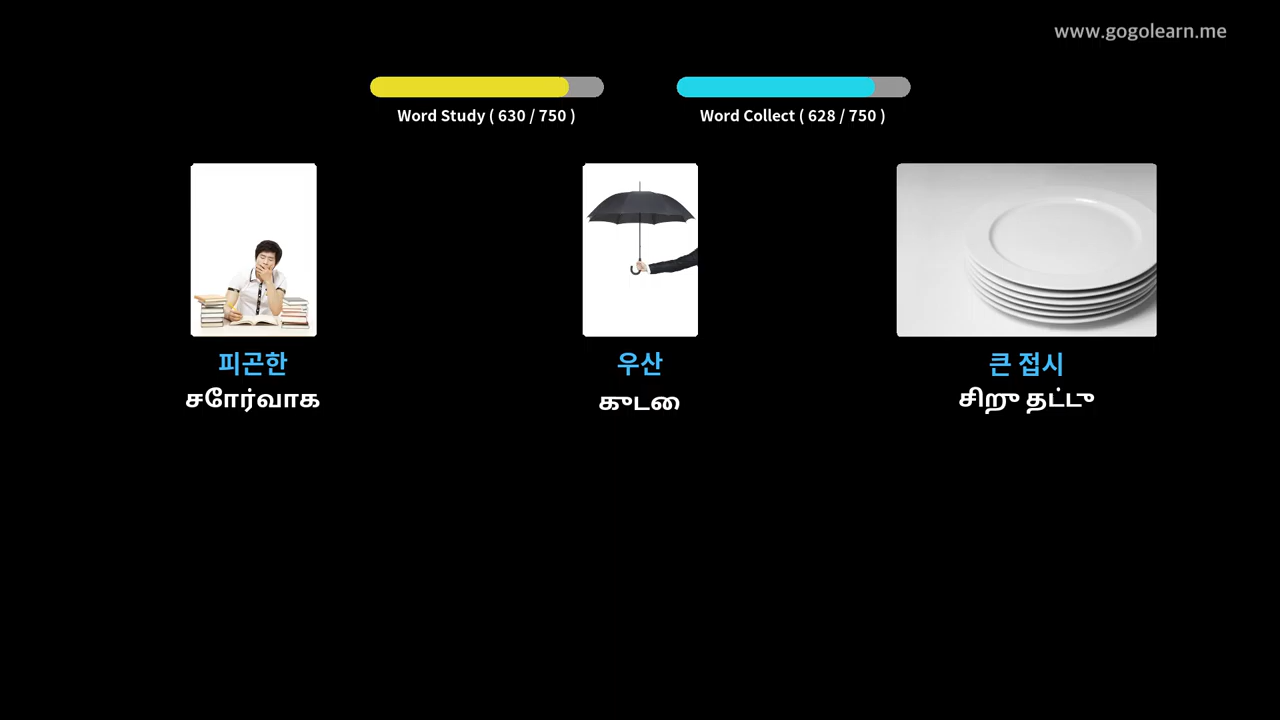 www.gogolearn.me
Word Study ( 630 / 750 )
Word Collect ( 628 / 750 )
피곤한
சோர்வாக
우산
குடை
큰 접시
சிறு தட்டு